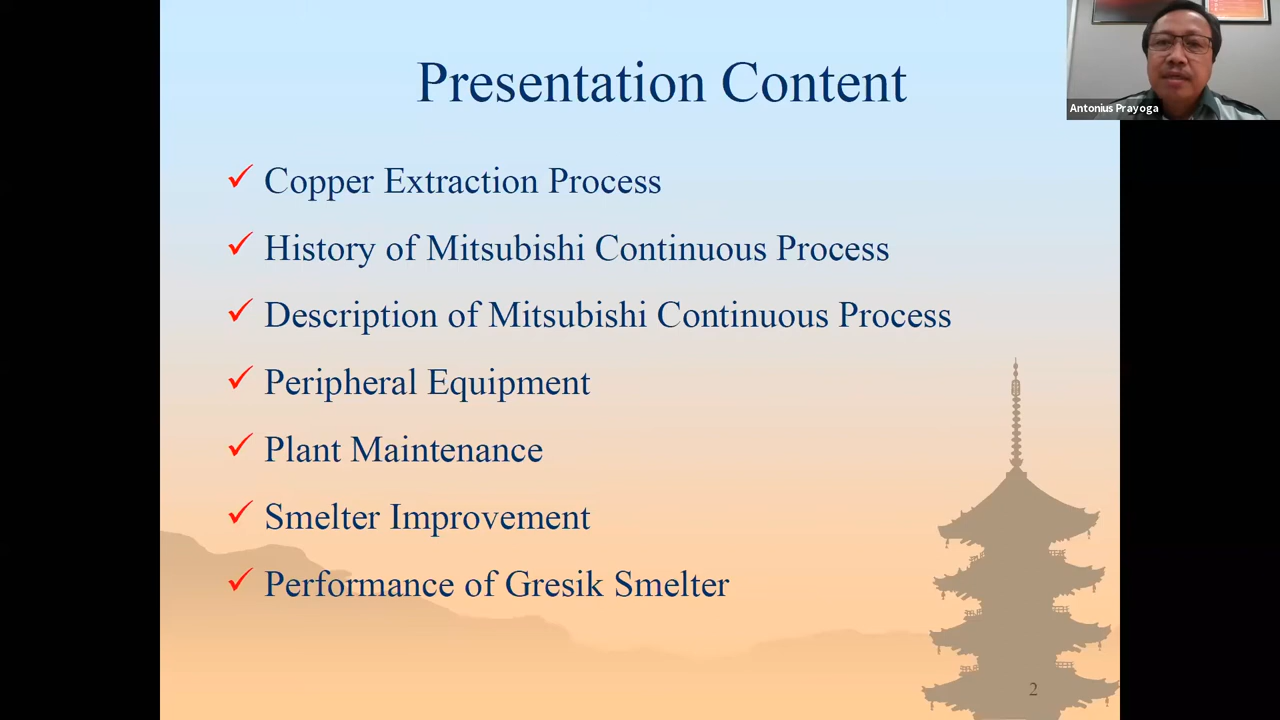 Presentation Content
Antonius Prayoga
Copper Extraction Process
History of Mitsubishi Continuous Process
Description of Mitsubishi Continuous Process
Peripheral Equipment
Plant Maintenance
Smelter Improvement
Performance of Gresik Smelter
2